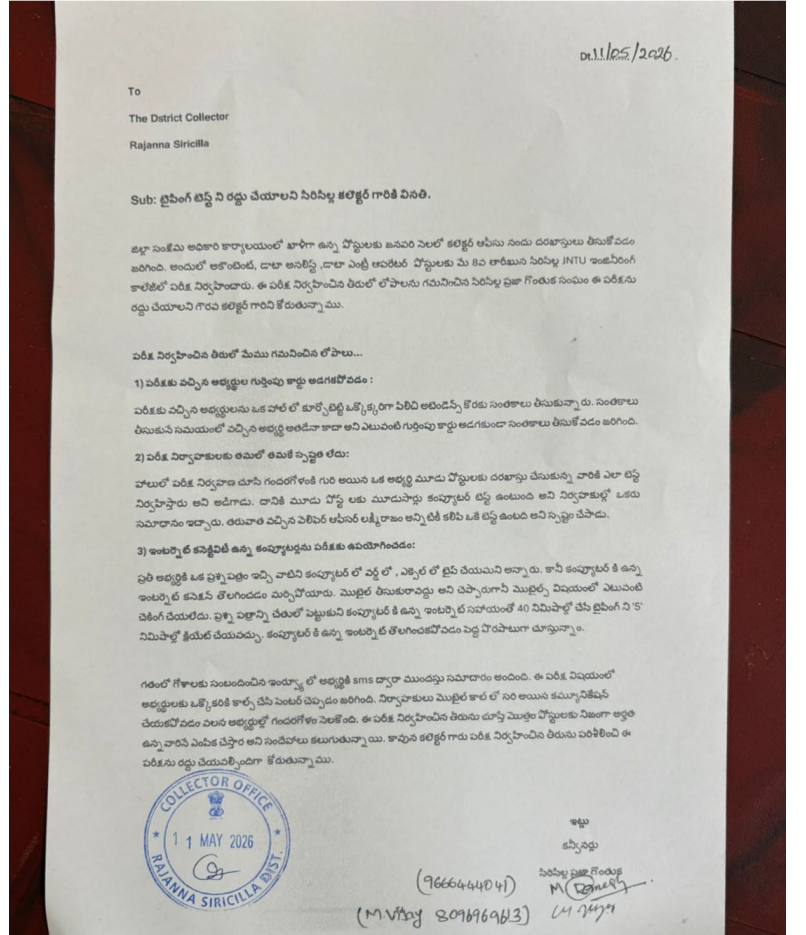 Dt.11/05/2026.
To
The Dstrict Collector
Rajanna Siricilla
Sub: టైపింగ్ టెస్ట్ ని రద్దు చేయాలని సిరిసిల్ల కలెక్టర్ గారికి వినతి.
జిల్లా సంక్షేమ అధికారి కార్యాలయంలో ఖాళీగా ఉన్న పోస్టులకు జనవరి నెలలో కలెక్టర్ ఆఫీసు నందు దరఖాస్తులు తీసుకోవడం
జరిగింది. అందులో అకౌంటెంట్, డాటా అనలిస్ట్ ,డాటా ఎంట్రీ ఆపరేటర్ పోస్టులకు మే 8వ తారీఖున సిరిసిల్ల JNTU ఇంజనీరింగ్
కాలేజీలో పరీక్ష నిర్వహించారు. ఈ పరీక్ష నిర్వహించిన తీరులో లోపాలను గమనించిన సిరిసిల్ల ప్రజా గొంతుక సంఘం ఈ పరీక్షను
రద్దు చేయాలని గౌరవ కలెక్టర్ గారిని కోరుతున్నాము.
పరీక్ష నిర్వహించిన తీరులో మేము గమనించిన లోపాలు...
1) పరీక్షకు వచ్చిన అభ్యర్థుల గుర్తింపు కార్డు అడగకపోవడం :
పరీక్షకు వచ్చిన అభ్యర్థులను ఒక హాల్ లో కూర్చోబెట్టి ఒక్కొక్కరిగా పిలిచి అటెండెన్స్ కొరకు సంతకాలు తీసుకున్నారు. సంతకాలు
తీసుకునే సమయంలో వచ్చిన అభ్యర్థి అతడేనా కాదా అని ఎటువంటి గుర్తింపు కార్డు అడగకుండా సంతకాలు తీసుకోవడం జరిగింది.
2) పరీక్ష నిర్వాహకులకు తమలో తమకే స్పష్టత లేదు:
హాలులో పరీక్ష నిర్వహణ చూసి గందరగోళంకి గురి అయిన ఒక అభ్యర్థి మూడు పోస్టులకు దరఖాస్తు చేసుకున్న వారికి ఎలా టెస్ట్
నిర్వహిస్తారు అని అడిగాడు. దానికి మూడు పోస్ట్ లకు మూడుసార్లు కంప్యూటర్ టెస్ట్ ఉంటుంది అని నిర్వహకుల్లో ఒకరు
సమాధానం ఇచ్చారు. తరువాత వచ్చిన వెలిఫెర్ ఆఫీసర్ లక్ష్మీరాజం అన్నిటికీ కలిపి ఒకే టెస్ట్ ఉంటది అని స్పష్టం చేసాడు.
3) ఇంటర్నెట్ కనెక్టివిటీ ఉన్న కంప్యూటర్లను పరీక్షకు ఉపయోగించడం:
ప్రతీ అభ్యర్థికి ఒక ప్రశ్నపత్రం ఇచ్చి వాటిని కంప్యూటర్ లో వర్డ్ లో , ఎక్సెల్ లో టైప్ చేయమని అన్నారు. కానీ కంప్యూటర్ కి ఉన్న
ఇంటర్నెట్ కనెక్షన్ తొలగించడం మర్చిపోయారు. మొబైల్ తీసుకురావద్దు అని చెప్పారుగానీ మొబైల్స్ విషయంలో ఎటువంటి
చెకింగ్ చేయలేదు. ప్రశ్న పత్రాన్ని చేతులో పెట్టుకుని కంప్యూటర్ కి ఉన్న ఇంటర్నెట్ సహాయంతో 40 నిమిషాల్లో చేసే టైపింగ్ ని '5'
నిమిషాల్లో క్రియేట్ చేయవచ్చు. కంప్యూటర్ కి ఉన్న ఇంటర్నెట్ తొలగించకపోవడం పెద్ద పొరపాటుగా చూస్తున్నాం.
గతంలో గోళాలకు సంబందించిన ఇంటర్వ్యూ లో అభ్యర్థికి sms ద్వారా ముందస్తు సమాదారం అందింది. ఈ పరీక్ష విషయంలో
అభ్యర్థులకు ఒక్కొకరికి కాల్స్ చేసి సెంటర్ చెప్పడం జరిగింది. నిర్వాహకులు మొబైల్ కాల్ లో సరి అయిన కమ్యూనికేషన్
చేయకపోవడం వలన అభ్యర్థుల్లో గందరగోళం నెలకొంది. ఈ పరీక్ష నిర్వహించిన తీరును చూస్తే మొత్తం పోస్టులకు నిజంగా అర్హత
ఉన్న వారినే ఎంపిక చేస్తార అని సందేహాలు కలుగుతున్నాయి. కావున కలెక్టర్ గారు పరీక్ష నిర్వహించిన తీరును పరిశీలించి ఈ
పరీక్షను రద్దు చేయవల్సిందిగా కోరుతున్నాము.
COLLECTOR OFFICE
11 MAY 2026
RAJANNA SIRICILLA DIST.
ఇట్లు
కన్వీనర్లు
సిరిసిల్ల ప్రజా గొంతుక
(9666444041) M Ramesh
(M.Vijay 8096969613)